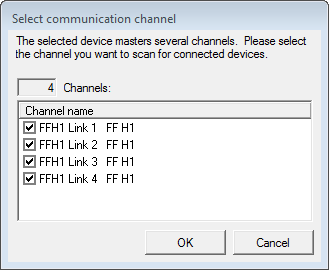 Select communication channel
The selected device masters several channels. Please select
the channel you want to scan for connected devices.
4 Channels:
Channel name
FFH1 Link 1 FF H1
FFH1 Link 2 FF H1
FFH1 Link 3 FF H1
FFH1 Link 4 FF H1
OK Cancel